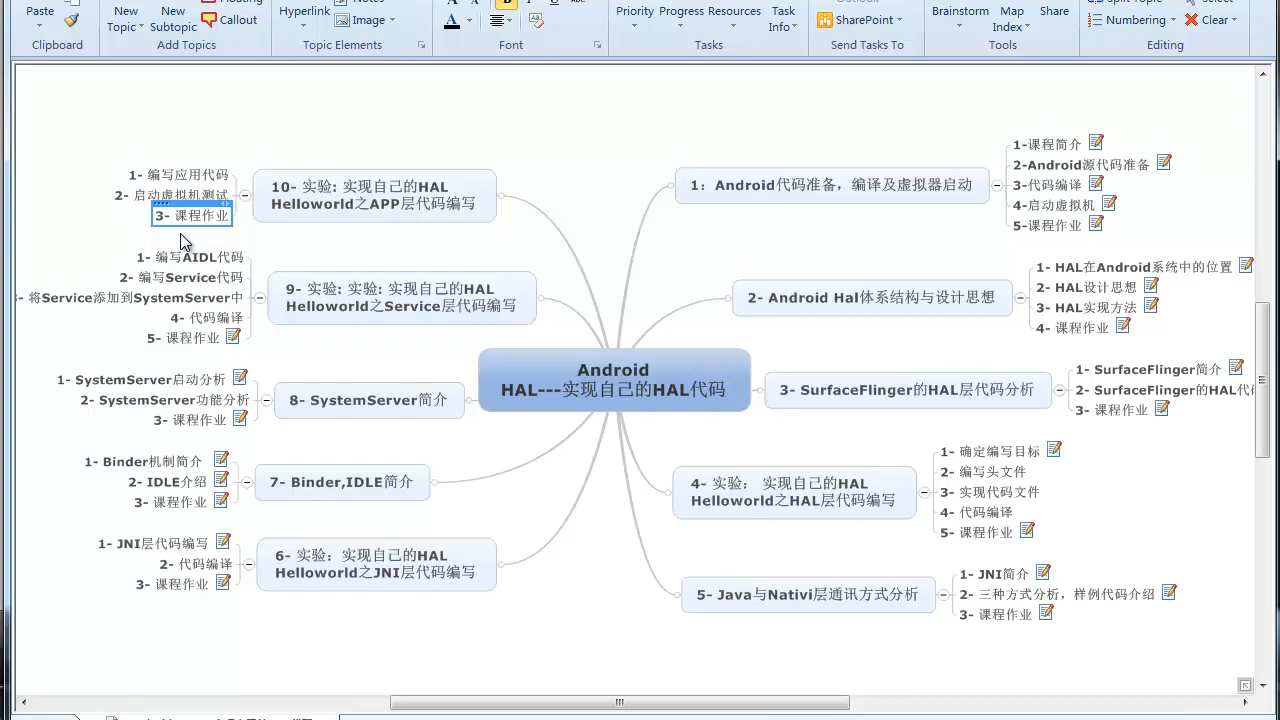 Paste
New
Topic
New
Subtopic
Callout
Clipboard
Add Topics
Hyperlink
Image
Topic Elements
Font
Priority
Progress
Resources
Task
Info
Tasks
SharePoint
Send Tasks To
Brainstorm
Map
Index
Share
Tools
Numbering
Clear
Editing
Android
HAL---实现自己的HAL代码
1：Android代码准备，编译及虚拟器启动
1-课程简介
2-Android源代码准备
3-代码编译
4-启动虚拟机
5-课程作业
2- Android Hal体系结构与设计思想
1- HAL在Android系统中的位置
2- HAL设计思想
3- HAL实现方法
4- 课程作业
3- SurfaceFlinger的HAL层代码分析
1- SurfaceFlinger简介
2- SurfaceFlinger的HAL代
3- 课程作业
4- 实验： 实现自己的HAL
Helloworld之HAL层代码编写
1- 确定编写目标
2- 编写头文件
3- 实现代码文件
4- 代码编译
5- 课程作业
5- Java与Nativi层通讯方式分析
1- JNI简介
2- 三种方式分析，样例代码介绍
3- 课程作业
6- 实验：实现自己的HAL
Helloworld之JNI层代码编写
1- JNI层代码编写
2- 代码编译
3- 课程作业
7- Binder,IDLE简介
1- Binder机制简介
2- IDLE介绍
3- 课程作业
8- SystemServer简介
1- SystemServer启动分析
2- SystemServer功能分析
3- 课程作业
9- 实验: 实验: 实现自己的HAL
Helloworld之Service层代码编写
1- 编写AIDL代码
2- 编写Service代码
3- 将Service添加到SystemServer中
4- 代码编译
5- 课程作业
10- 实验: 实现自己的HAL
Helloworld之APP层代码编写
1- 编写应用代码
2- 启动虚拟机测试
3- 课程作业